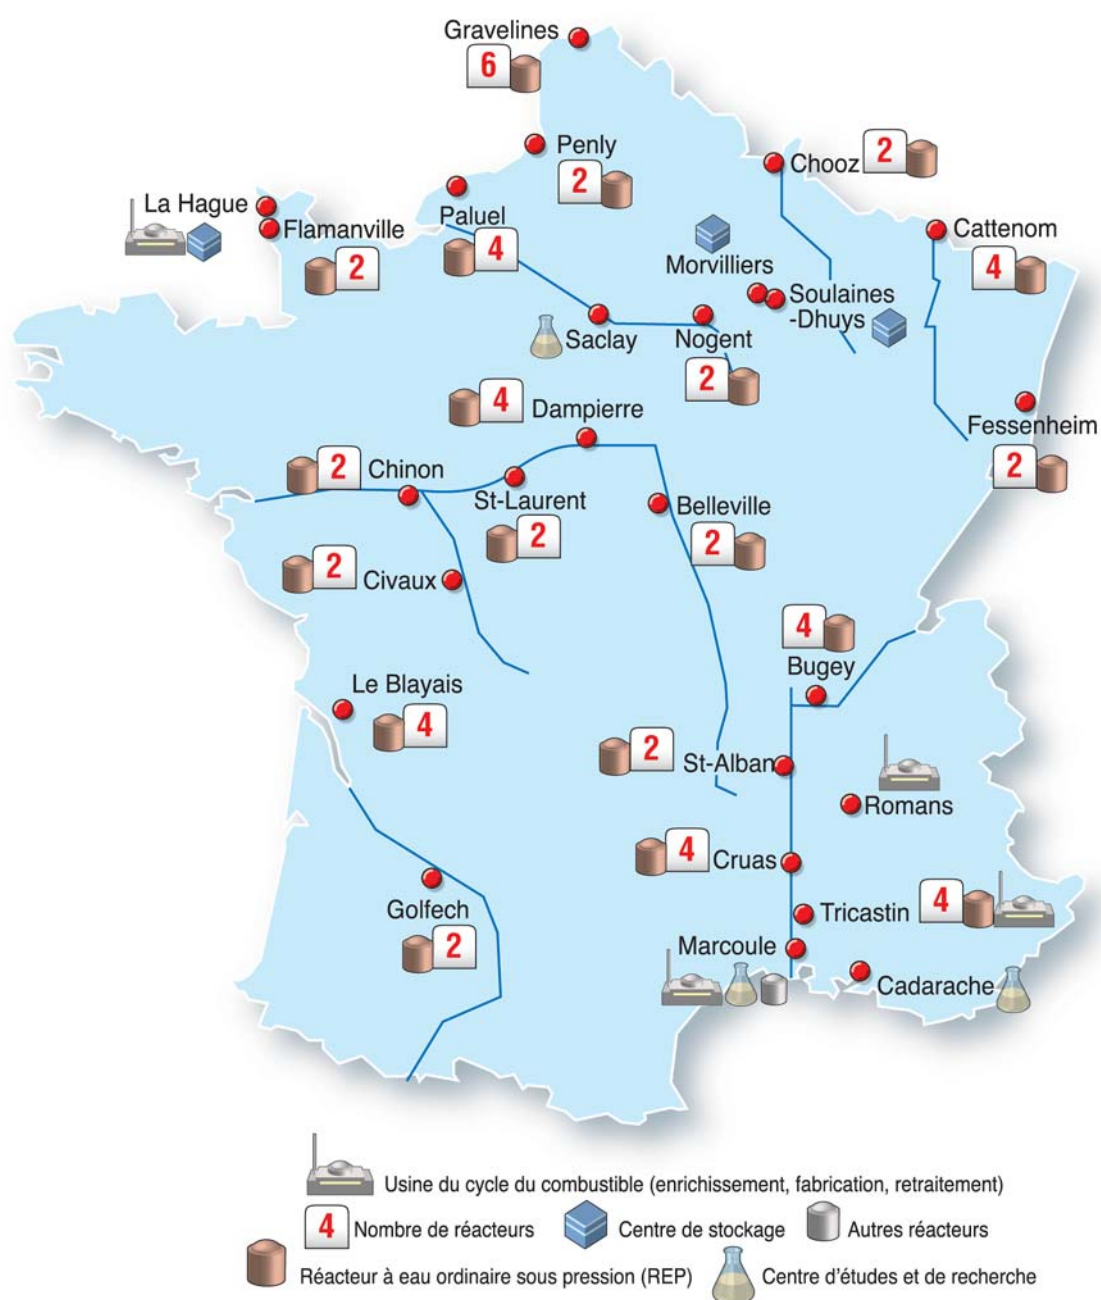 Gravelines
6
Penly
2
Chooz
2
La Hague
Flamanville
2
Paluel
4
Morvilliers
Cattenom
4
Soulaines
-Dhuys
Saclay
Nogent
2
4
Dampierre
Fessenheim
2
2
Chinon
St-Laurent
2
Belleville
2
2
Civaux
4
Bugey
Le Blayais
4
2
St-Alban
Romans
4
Cruas
Golfech
2
Tricastin
4
Marcoule
Cadarache
Usine du cycle du combustible (enrichissement, fabrication, retraitement)
4 Nombre de réacteurs
Centre de stockage
Autres réacteurs
Réacteur à eau ordinaire sous pression (REP)
Centre d'études et de recherche